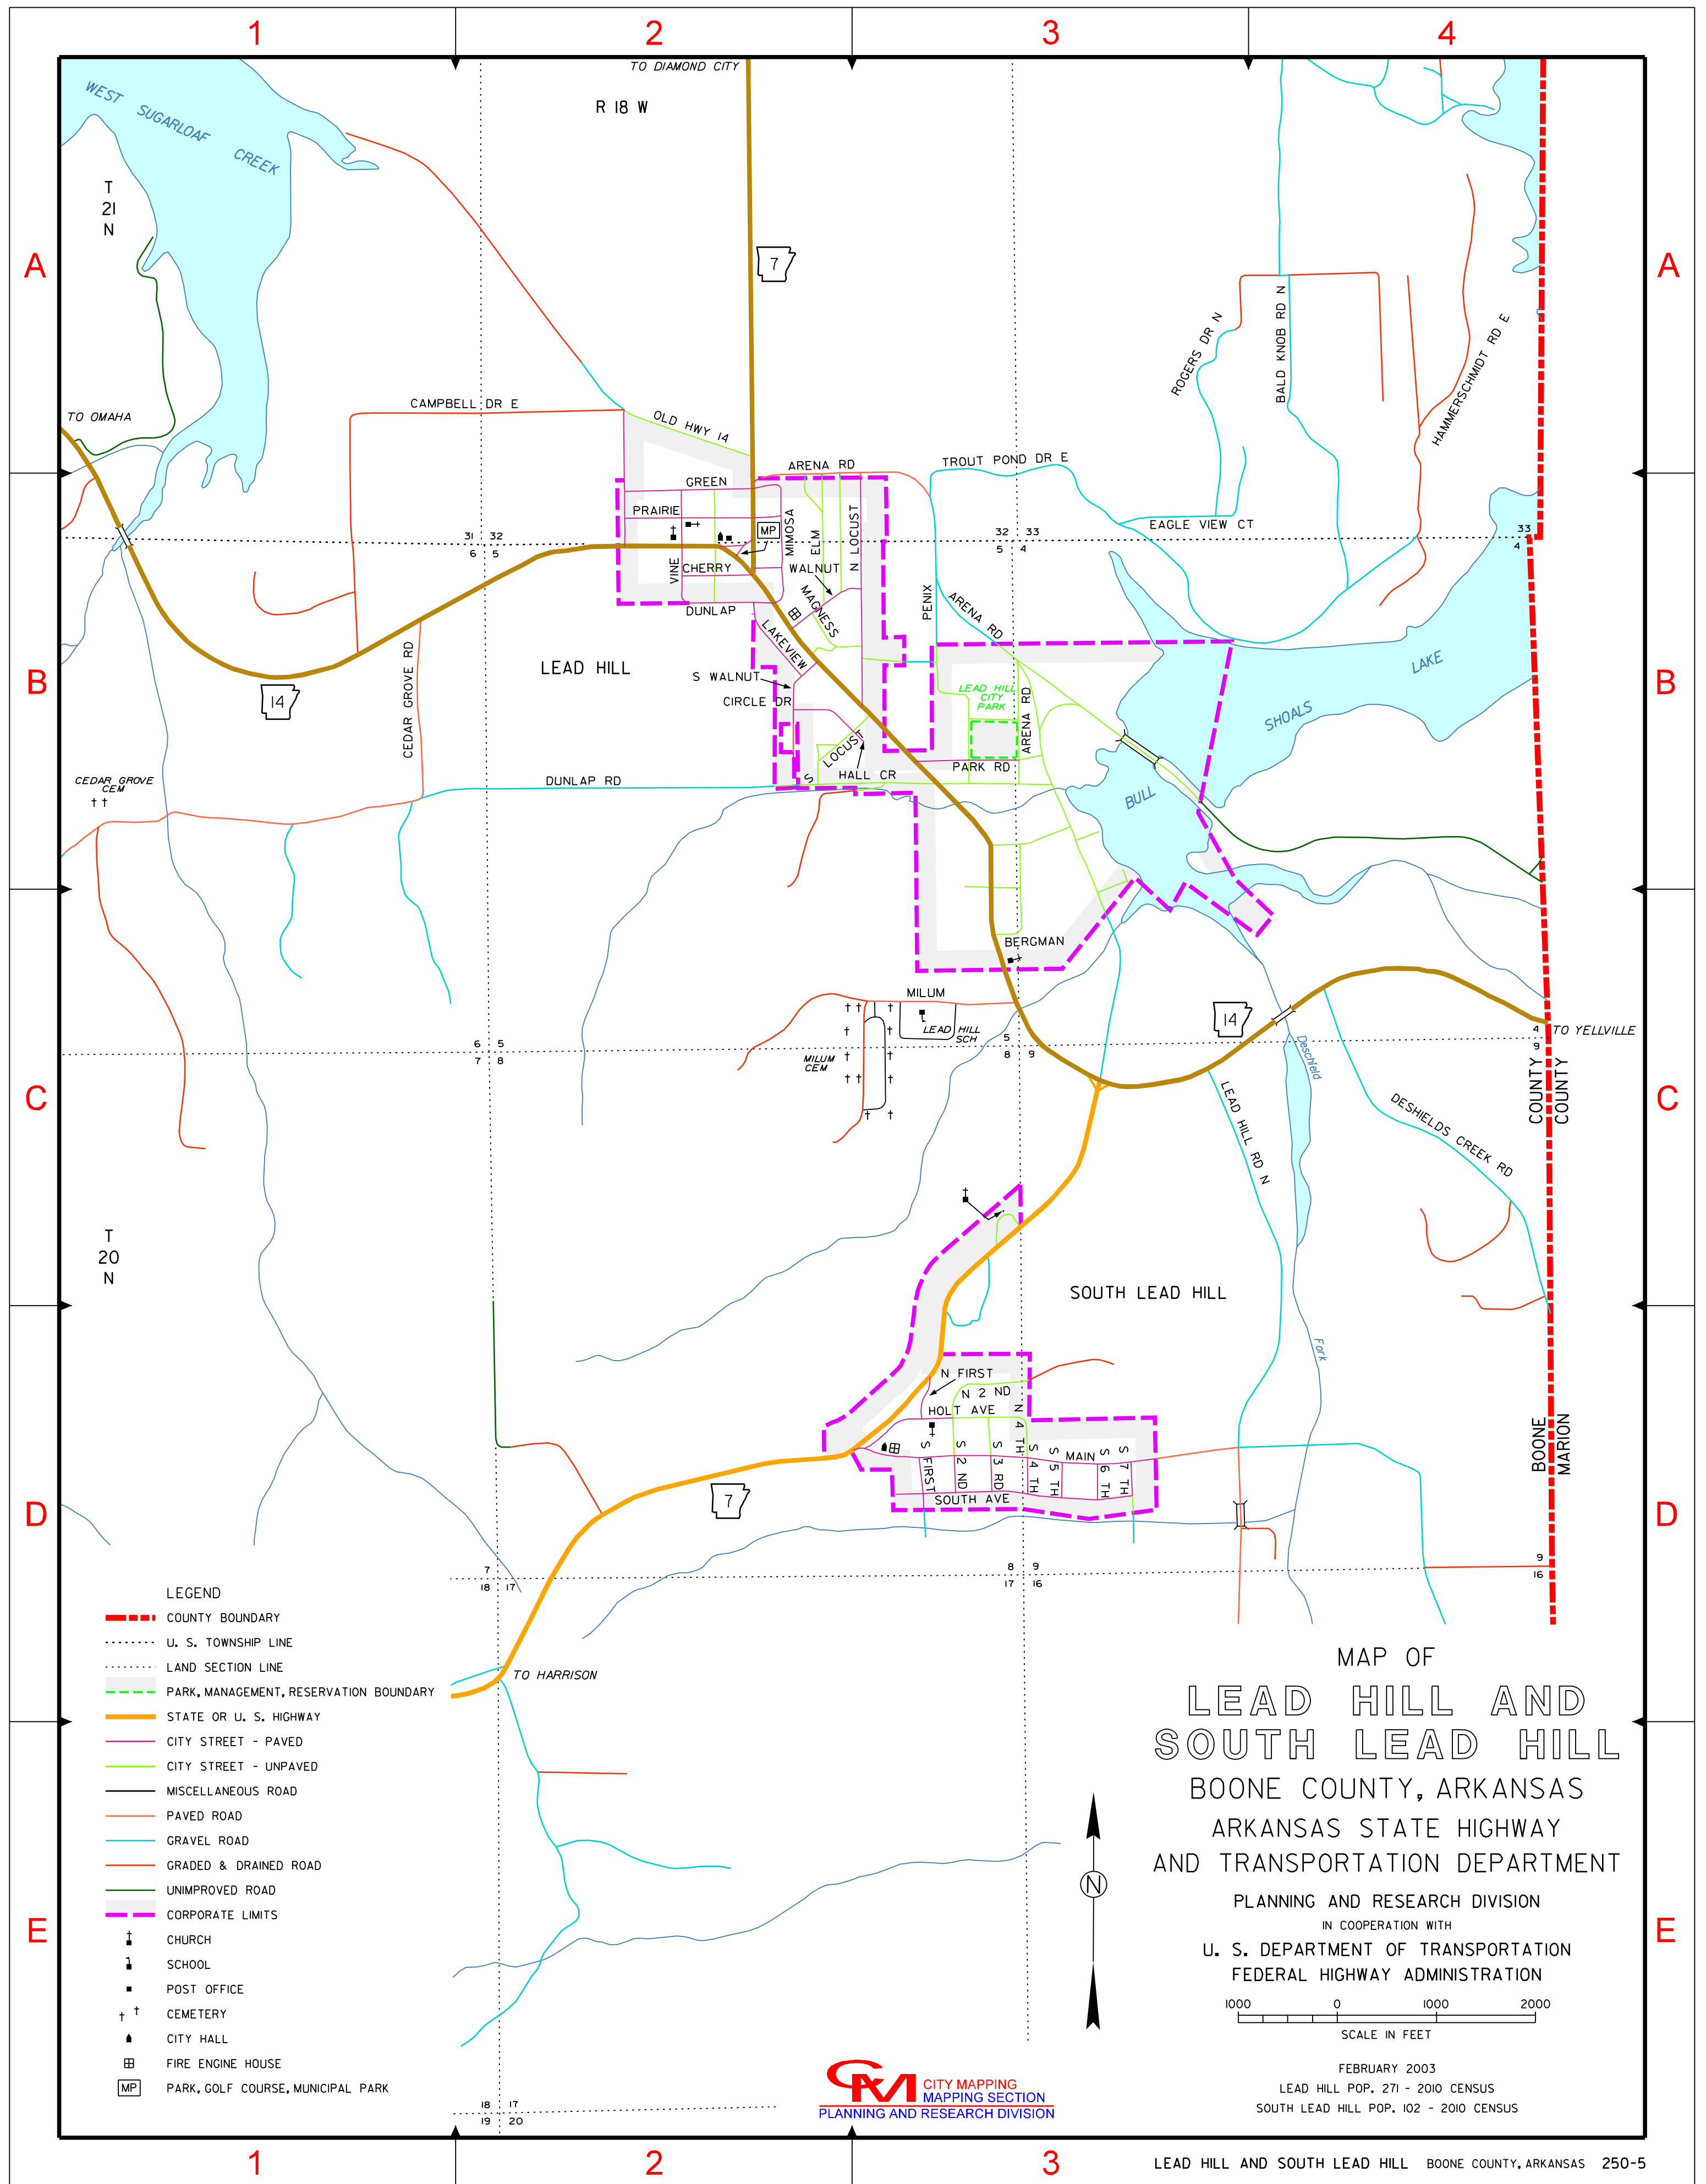 1 2 3 4
TO DIAMOND CITY
R 18 W
WEST SUGARLOAF CREEK
T
21
N
A A
7
ROGERS DR N
BALD KNOB RD N
HAMMERSCHMIDT RD E
TO OMAHA
CAMPBELL DR E
OLD HWY 14
ARENA RD
TROUT POND DR E
GREEN
PRAIRIE
MP
MIMOSA
ELM
N LOCUST
EAGLE VIEW CT
31 32
6 5
32 33
5 4
33
4
VINE
CHERRY
WALNUT
DUNLAP
MAGNESS
PENIX
ARENA RD
LAKEVIEW
LEAD HILL
B B
14
CEDAR GROVE RD
S WALNUT
CIRCLE DR
LEAD HILL
CITY
PARK
ARENA RD
LAKE
SHOALS
BULL
S LOCUST
HALL CR
PARK RD
CEDAR GROVE
CEM
DUNLAP RD
BERGMAN
MILUM
LEAD HILL
SCH
14
TO YELLVILLE
4
9
6 5
7 8
MILUM
CEM
5
8 9
Deschield
COUNTY
COUNTY
C C
LEAD HILL RD N
DESHIELDS CREEK RD
T
20
N
SOUTH LEAD HILL
Fork
N FIRST
N 2 ND
HOLT AVE
N 4 TH
S FIRST
S 2 ND
S 3 RD
S 4 TH
S 5 TH
MAIN
S 6 TH
S 7 TH
SOUTH AVE
BOONE
MARION
D D
7
7
18 17
8 9
17 16
9
16
TO HARRISON
LEGEND
COUNTY BOUNDARY
U. S. TOWNSHIP LINE
LAND SECTION LINE
PARK, MANAGEMENT, RESERVATION BOUNDARY
STATE OR U. S. HIGHWAY
CITY STREET - PAVED
CITY STREET - UNPAVED
MISCELLANEOUS ROAD
PAVED ROAD
GRAVEL ROAD
GRADED & DRAINED ROAD
UNIMPROVED ROAD
CORPORATE LIMITS
CHURCH
SCHOOL
POST OFFICE
CEMETERY
CITY HALL
FIRE ENGINE HOUSE
MP PARK, GOLF COURSE, MUNICIPAL PARK
E E
18 17
19 20
N
MAP OF
LEAD HILL AND
SOUTH LEAD HILL
BOONE COUNTY, ARKANSAS
ARKANSAS STATE HIGHWAY
AND TRANSPORTATION DEPARTMENT
PLANNING AND RESEARCH DIVISION
IN COOPERATION WITH
U. S. DEPARTMENT OF TRANSPORTATION
FEDERAL HIGHWAY ADMINISTRATION
1000 0 1000 2000
SCALE IN FEET
FEBRUARY 2003
LEAD HILL POP. 271 - 2010 CENSUS
SOUTH LEAD HILL POP. 102 - 2010 CENSUS
CM CITY MAPPING
MAPPING SECTION
PLANNING AND RESEARCH DIVISION
1 2 3
LEAD HILL AND SOUTH LEAD HILL BOONE COUNTY, ARKANSAS 250-5